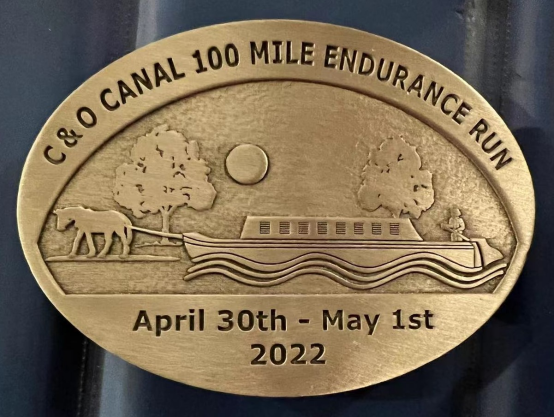 C & O CANAL 100 MILE ENDURANCE RUN
April 30th - May 1st
2022